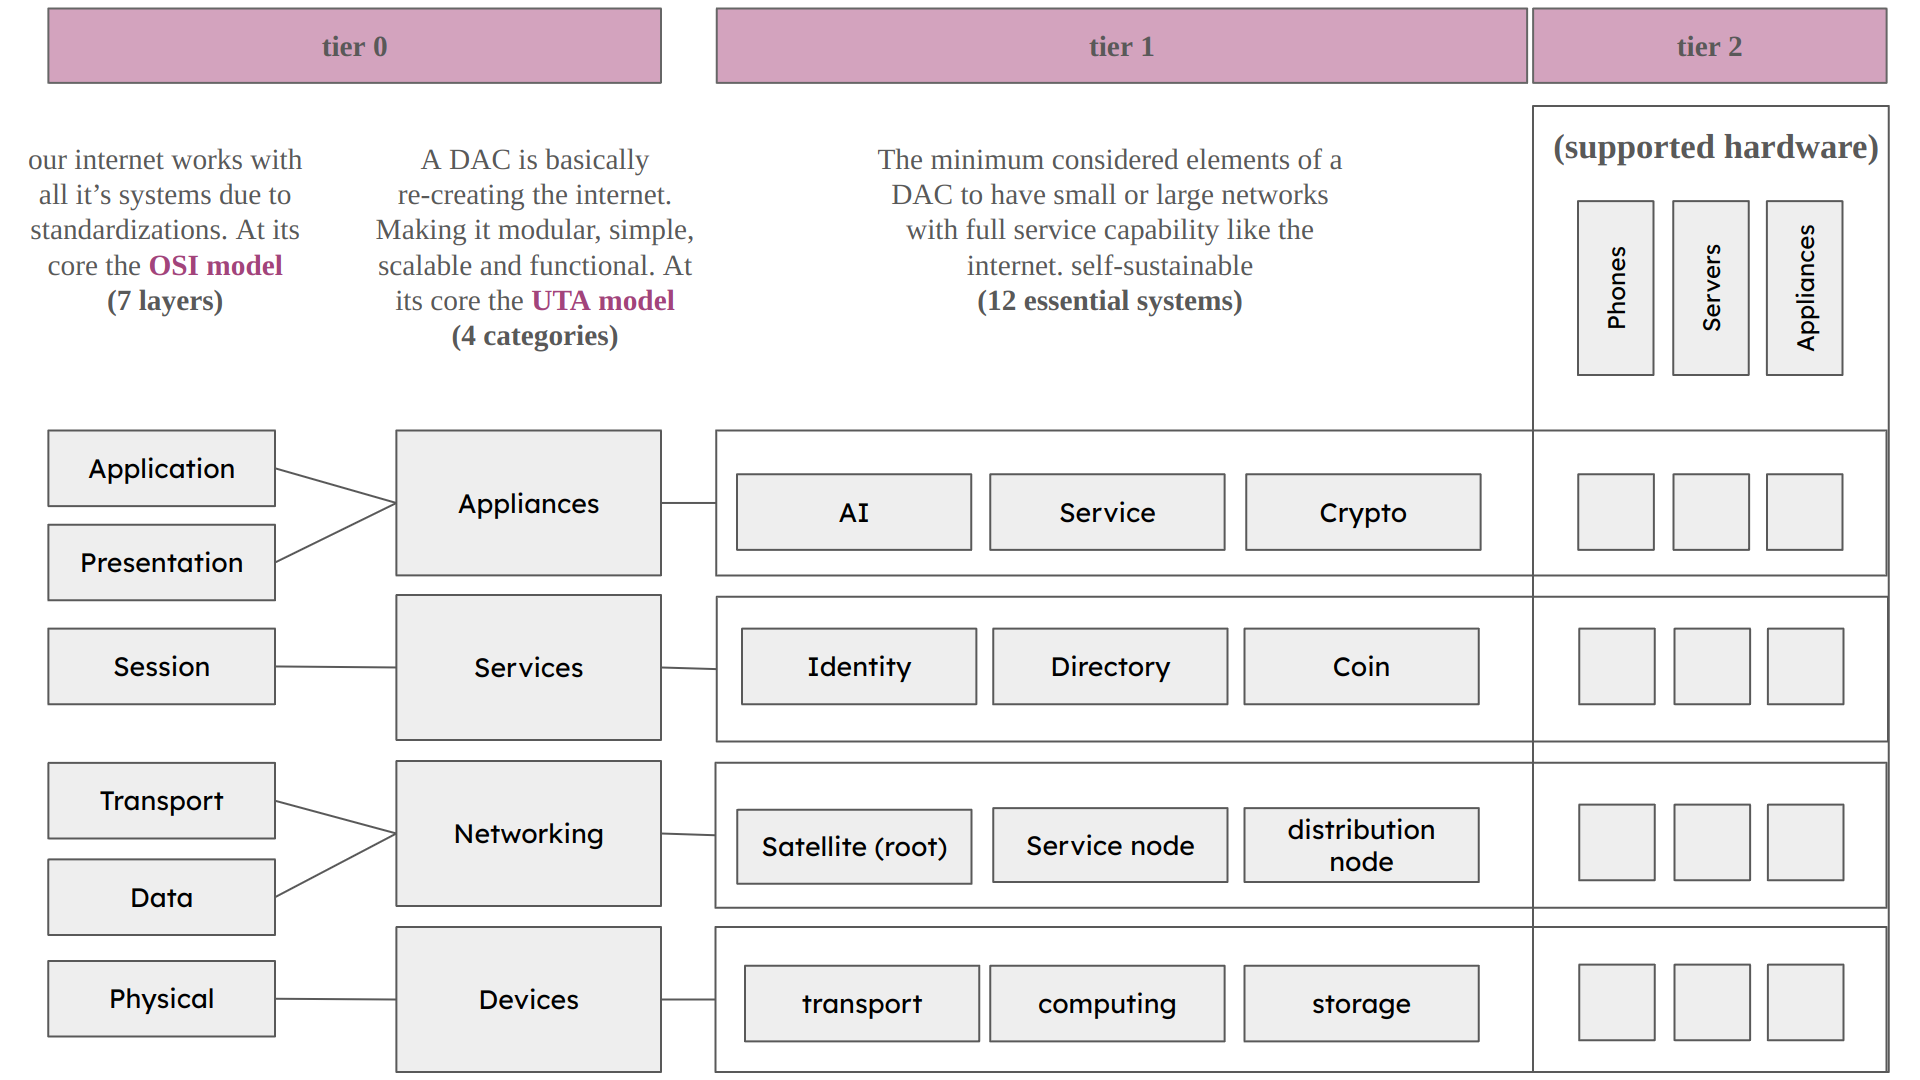 tier 0
tier 1
tier 2
our internet works with
all it’s systems due to
standardizations. At its
core the OSI model
(7 layers)
A DAC is basically
re-creating the internet.
Making it modular, simple,
scalable and functional. At
its core the UTA model
(4 categories)
The minimum considered elements of a
DAC to have small or large networks
with full service capability like the
internet. self-sustainable
(12 essential systems)
(supported hardware)
Phones
Servers
Appliances
Application
Presentation
Appliances
AI
Service
Crypto
Session
Services
Identity
Directory
Coin
Transport
Data
Networking
Satellite (root)
Service node
distribution
node
Physical
Devices
transport
computing
storage